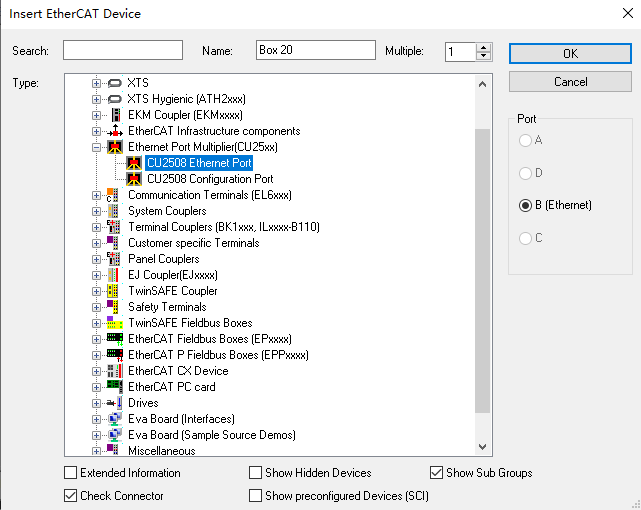 Insert EtherCAT Device
Search:
Name:
Box 20
Multiple:
1
OK
Cancel
Type:
XTS
XTS Hygienic (ATH2xxx)
EKM Coupler (EKMxxxx)
EtherCAT Infrastructure components
Ethernet Port Multiplier(CU25xx)
CU2508 Ethernet Port
CU2508 Configuration Port
Communication Terminals (EL6xxx)
System Couplers
Terminal Couplers (BK1xxx, ILxxxx-B110)
Customer specific Terminals
Panel Couplers
EJ Coupler(EJxxxx)
TwinSAFE Coupler
Safety Terminals
TwinSAFE Fieldbus Boxes
EtherCAT Fieldbus Boxes (EPxxxx)
EtherCAT P Fieldbus Boxes (EPPxxxx)
EtherCAT CX Device
EtherCAT PC card
Drives
Eva Board (Interfaces)
Eva Board (Sample Source Demos)
Miscellaneous
Port
A
D
B (Ethernet)
C
Extended Information
Show Hidden Devices
Show Sub Groups
Check Connector
Show preconfigured Devices (SCI)